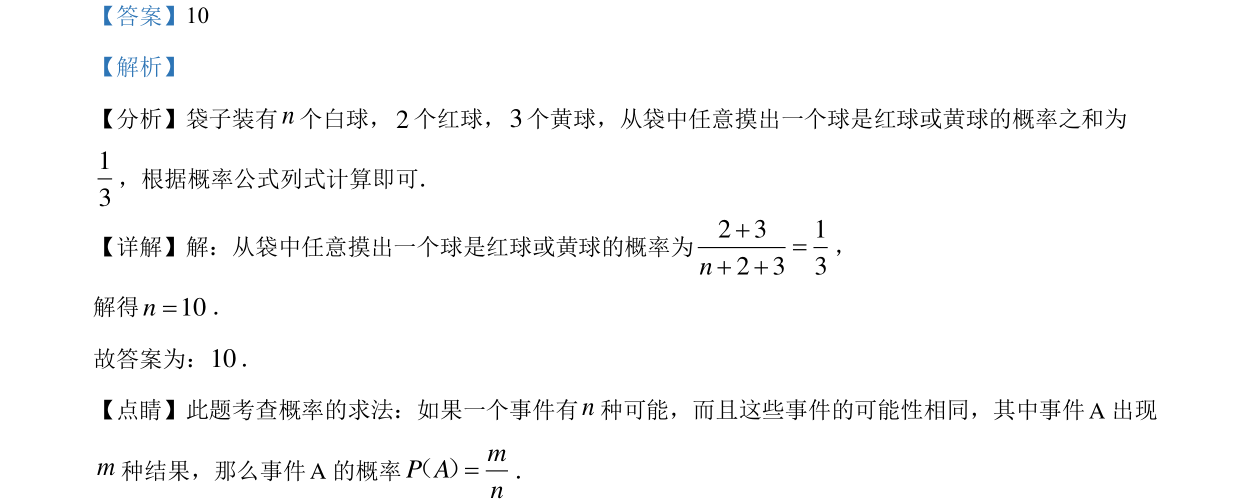 【答案】10
【解析】
【分析】袋子装有 n 个白球，2 个红球，3 个黄球，从袋中任意摸出一个球是红球或黄球的概率之和为
1/3，根据概率公式列式计算即可．
【详解】解：从袋中任意摸出一个球是红球或黄球的概率为 (2+3)/(n+2+3) = 1/3，
解得 n =10．
故答案为：10．
【点睛】此题考查概率的求法：如果一个事件有 n 种可能，而且这些事件的可能性相同，其中事件 A 出现
m 种结果，那么事件 A 的概率 P(A) = m/n．